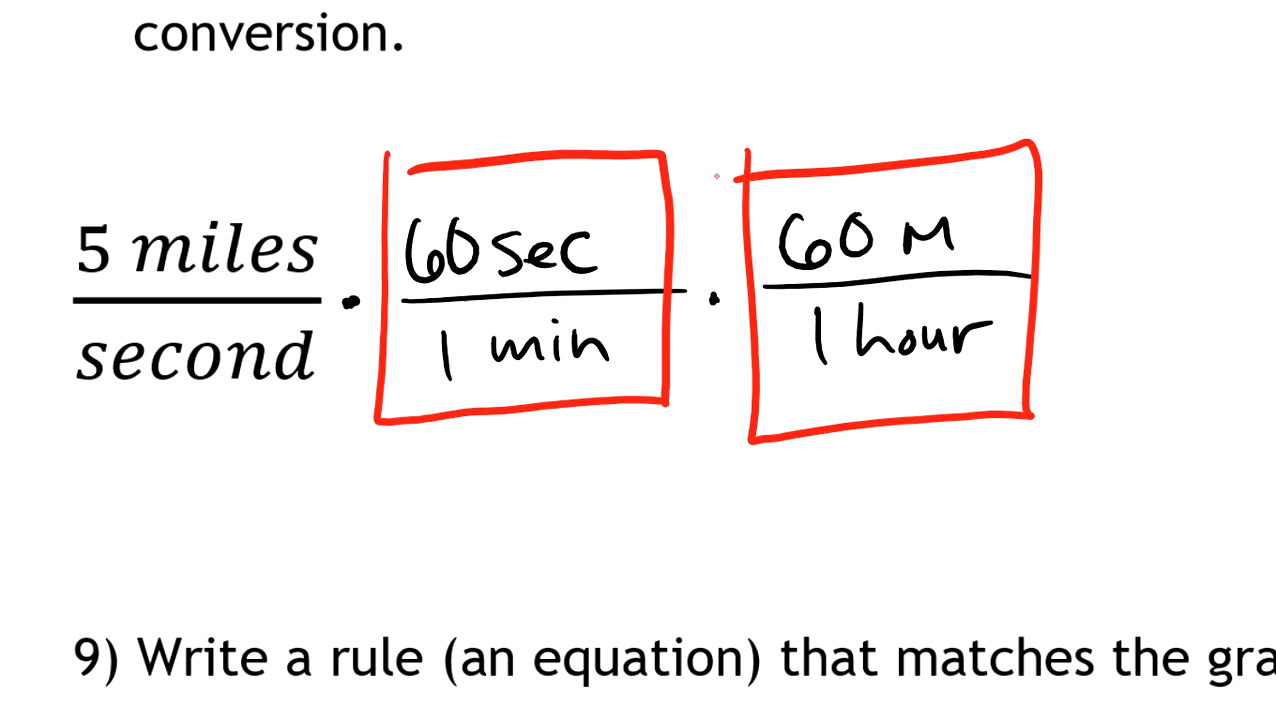 conversion.
5 miles 60 sec 60 M
second · 1 min · 1 hour
9) Write a rule (an equation) that matches the gra